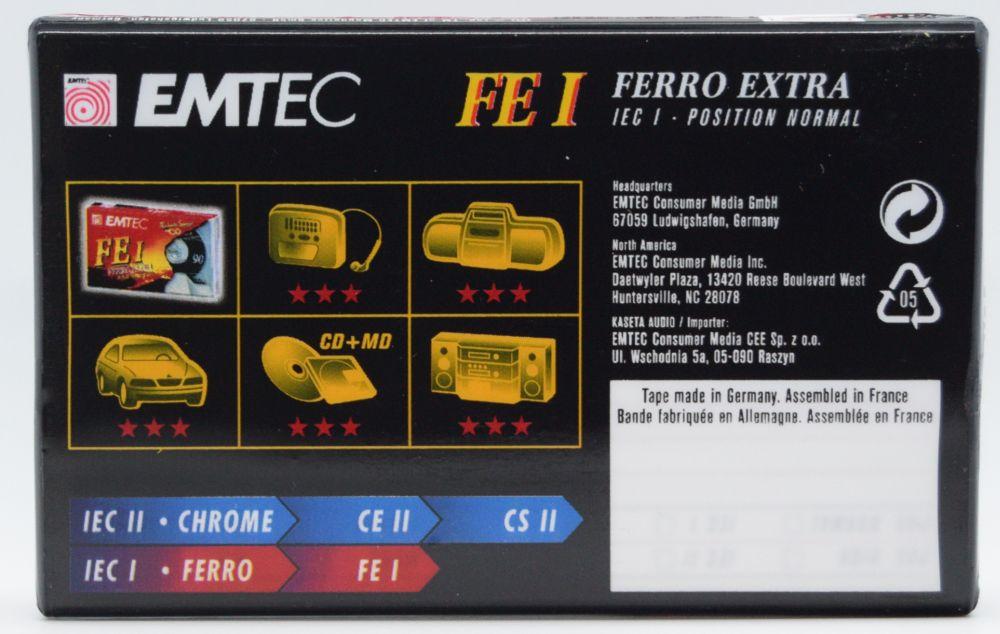 EMTEC
FE I
FERRO EXTRA
IEC I · POSITION NORMAL
EMTEC
FE I
90
CD+MD
Headquarters
EMTEC Consumer Media GmbH
67059 Ludwigshafen, Germany
North America
EMTEC Consumer Media Inc.
Daetwyler Plaza, 13420 Reese Boulevard West
Huntersville, NC 28078
KASETA AUDIO / Importer:
EMTEC Consumer Media CEE Sp. z o.o.
Ul. Wschodnia 5a, 05-090 Raszyn
05
Tape made in Germany. Assembled in France
Bande fabriquée en Allemagne. Assemblée en France
IEC II · CHROME CE II CS II
IEC I · FERRO FE I